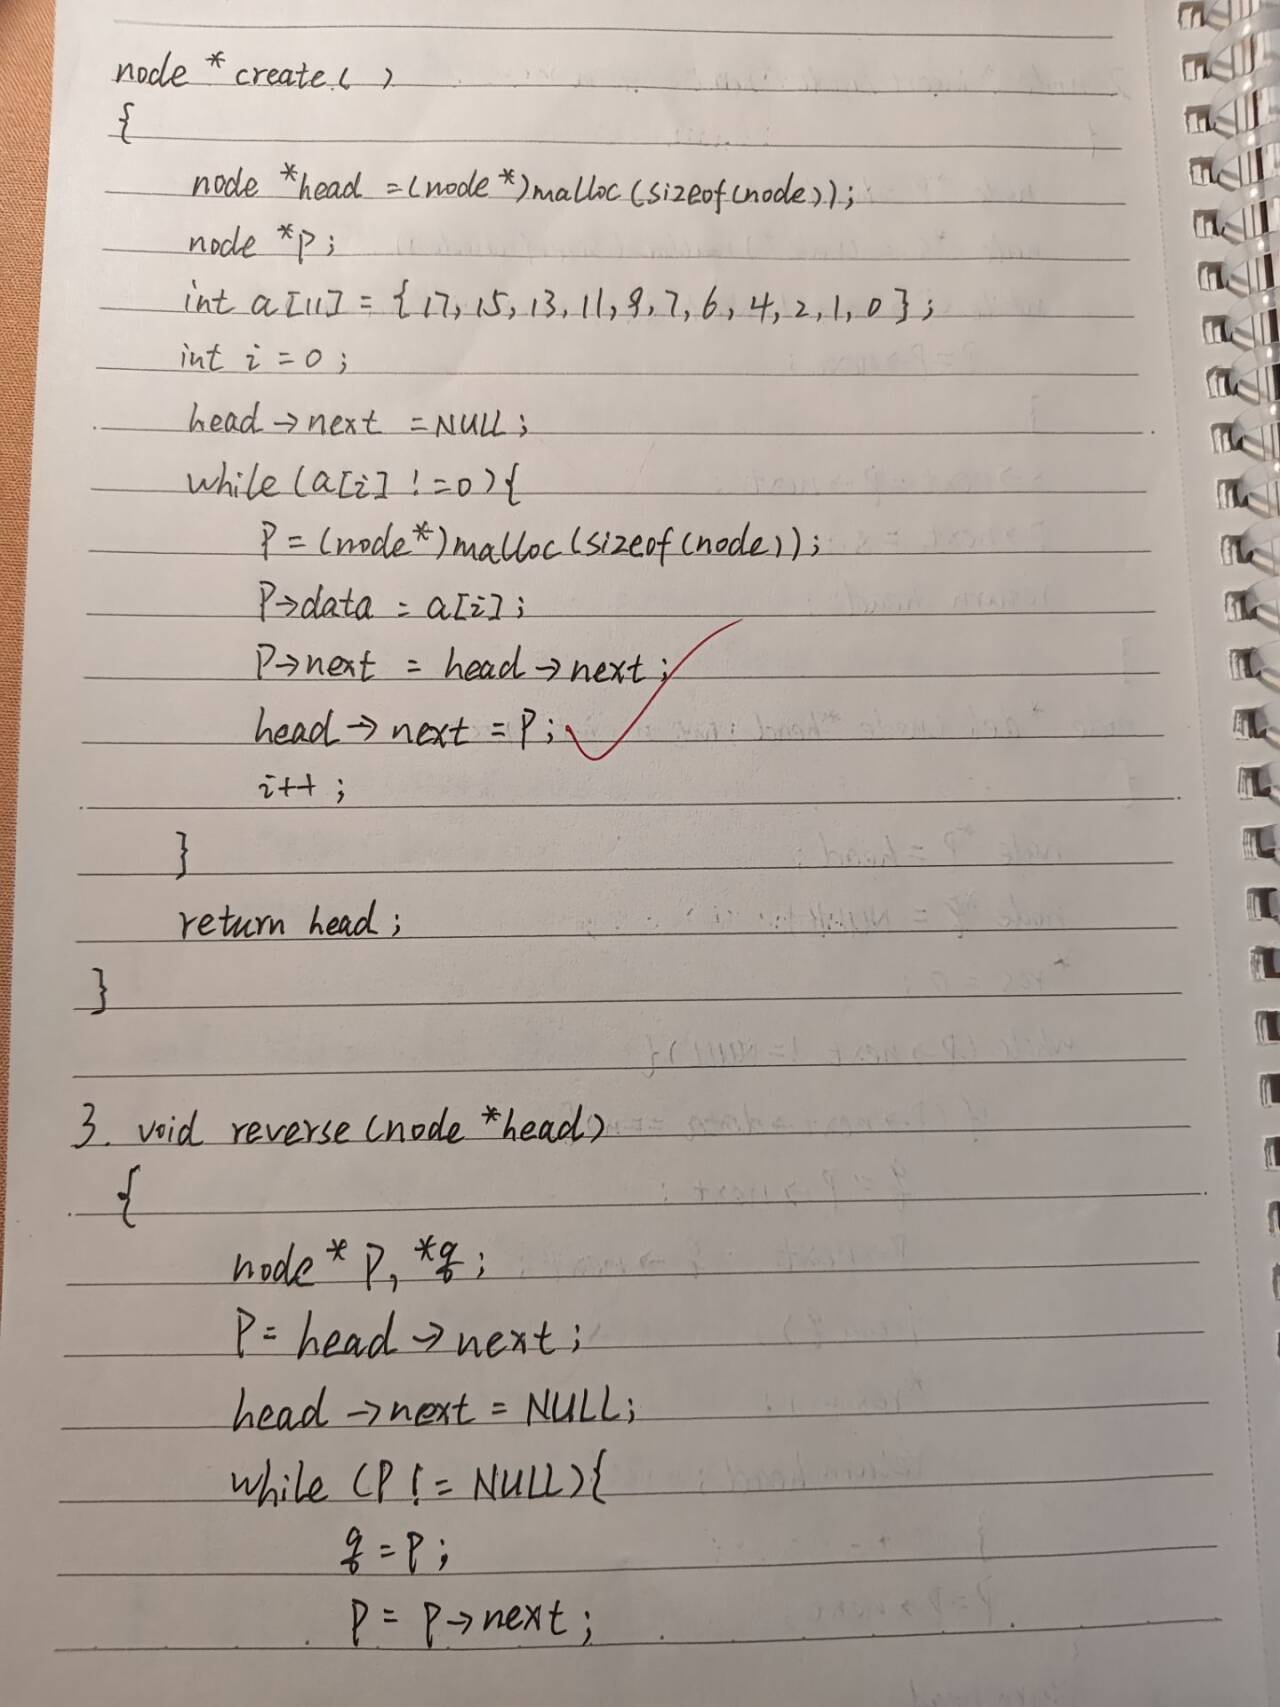 node *create( )
{
node *head =(node*)malloc(sizeof(node));
node *p;
int a[11] = {17, 15, 13, 11, 9, 7, 6, 4, 2, 1, 0};
int i = 0;
head->next = NULL;
while (a[i] != 0){
P = (node*)malloc(sizeof(node));
P->data = a[i];
P->next = head->next;
head->next = P;
i++;
}
return head;
}
3. void reverse(node *head)
{
node* P, *q;
P = head->next;
head->next = NULL;
while (P != NULL){
q = P;
P = P->next;